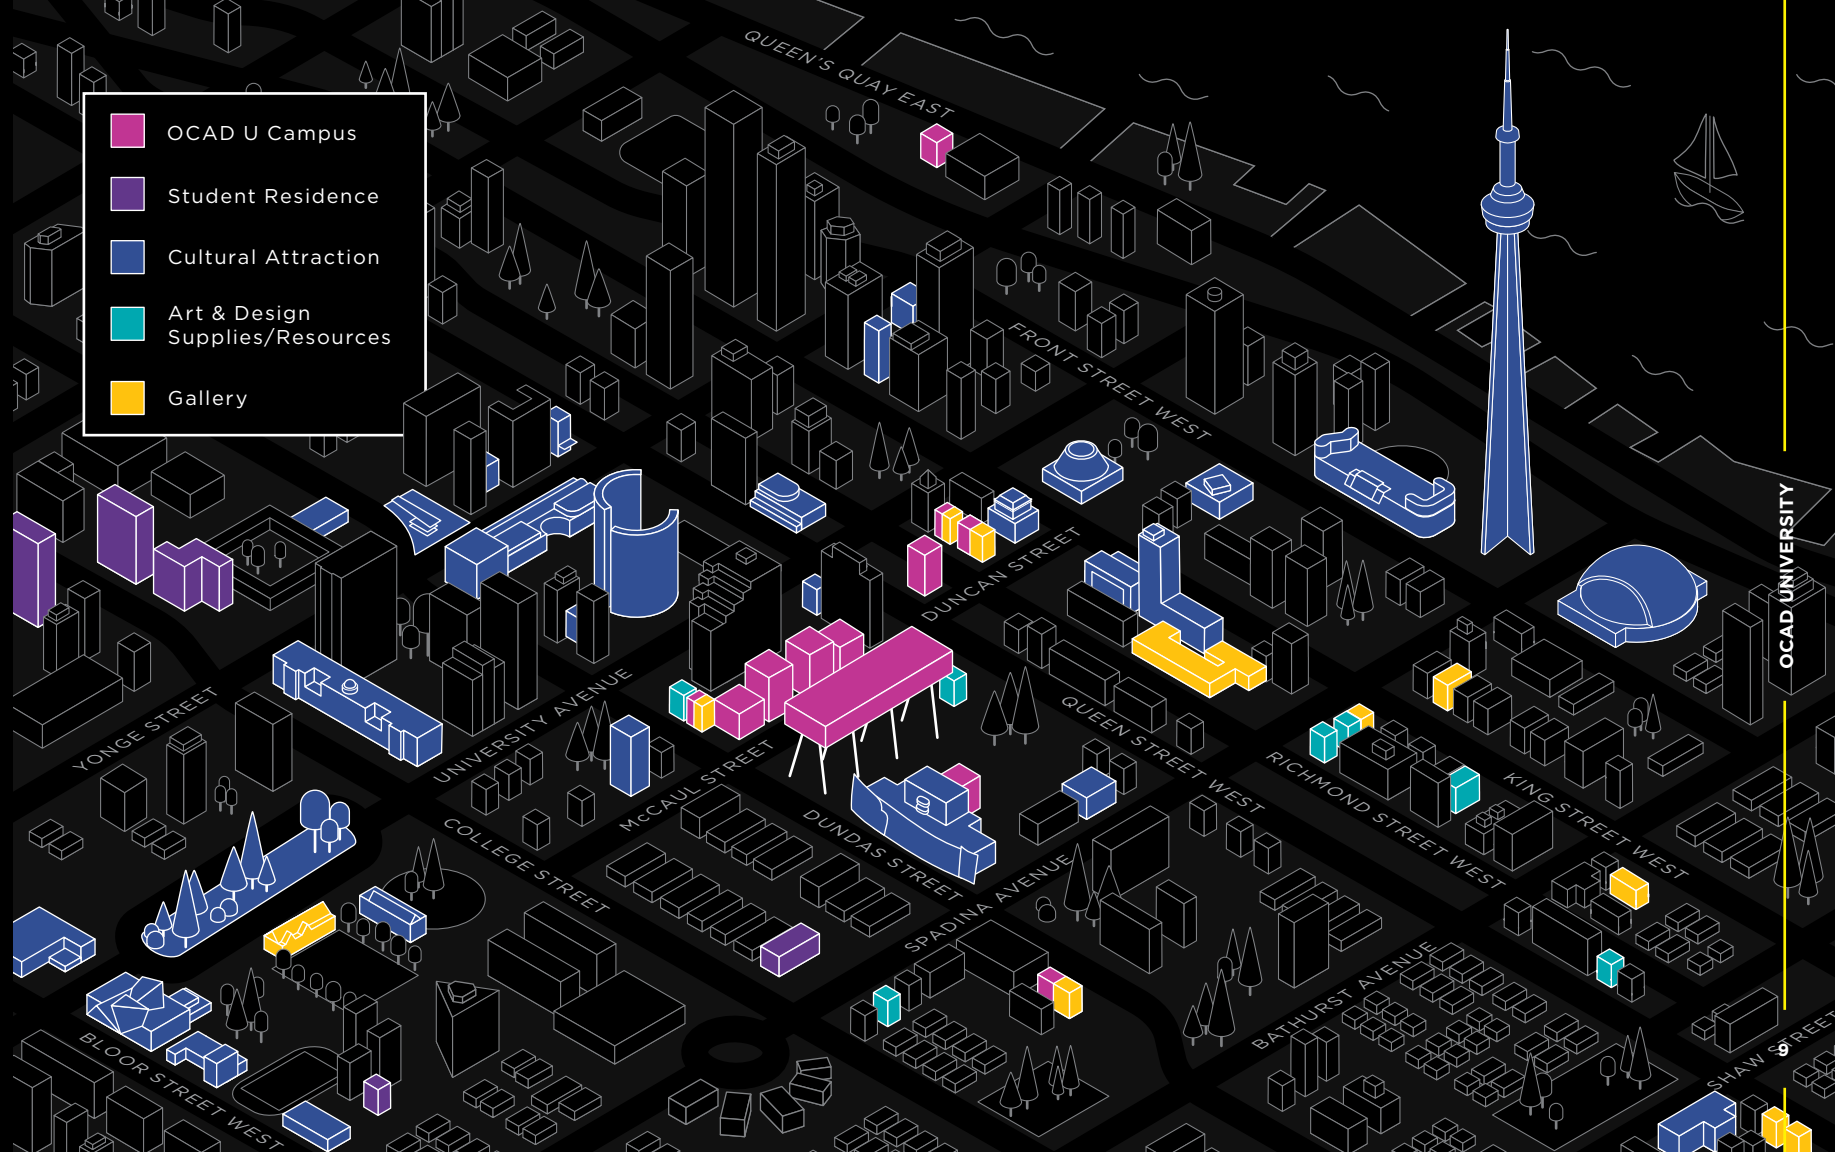 QUEEN'S QUAY EAST
OCAD U Campus
Student Residence
Cultural Attraction
Art & Design
Supplies/Resources
Gallery
FRONT STREET WEST
DUNCAN STREET
OCAD UNIVERSITY
YONGE STREET
UNIVERSITY AVENUE
McCAUL STREET
QUEEN STREET WEST
RICHMOND STREET WEST
KING STREET WEST
COLLEGE STREET
DUNDAS STREET
SPADINA AVENUE
BATHURST AVENUE
BLOOR STREET WEST
SHAW STREET
9